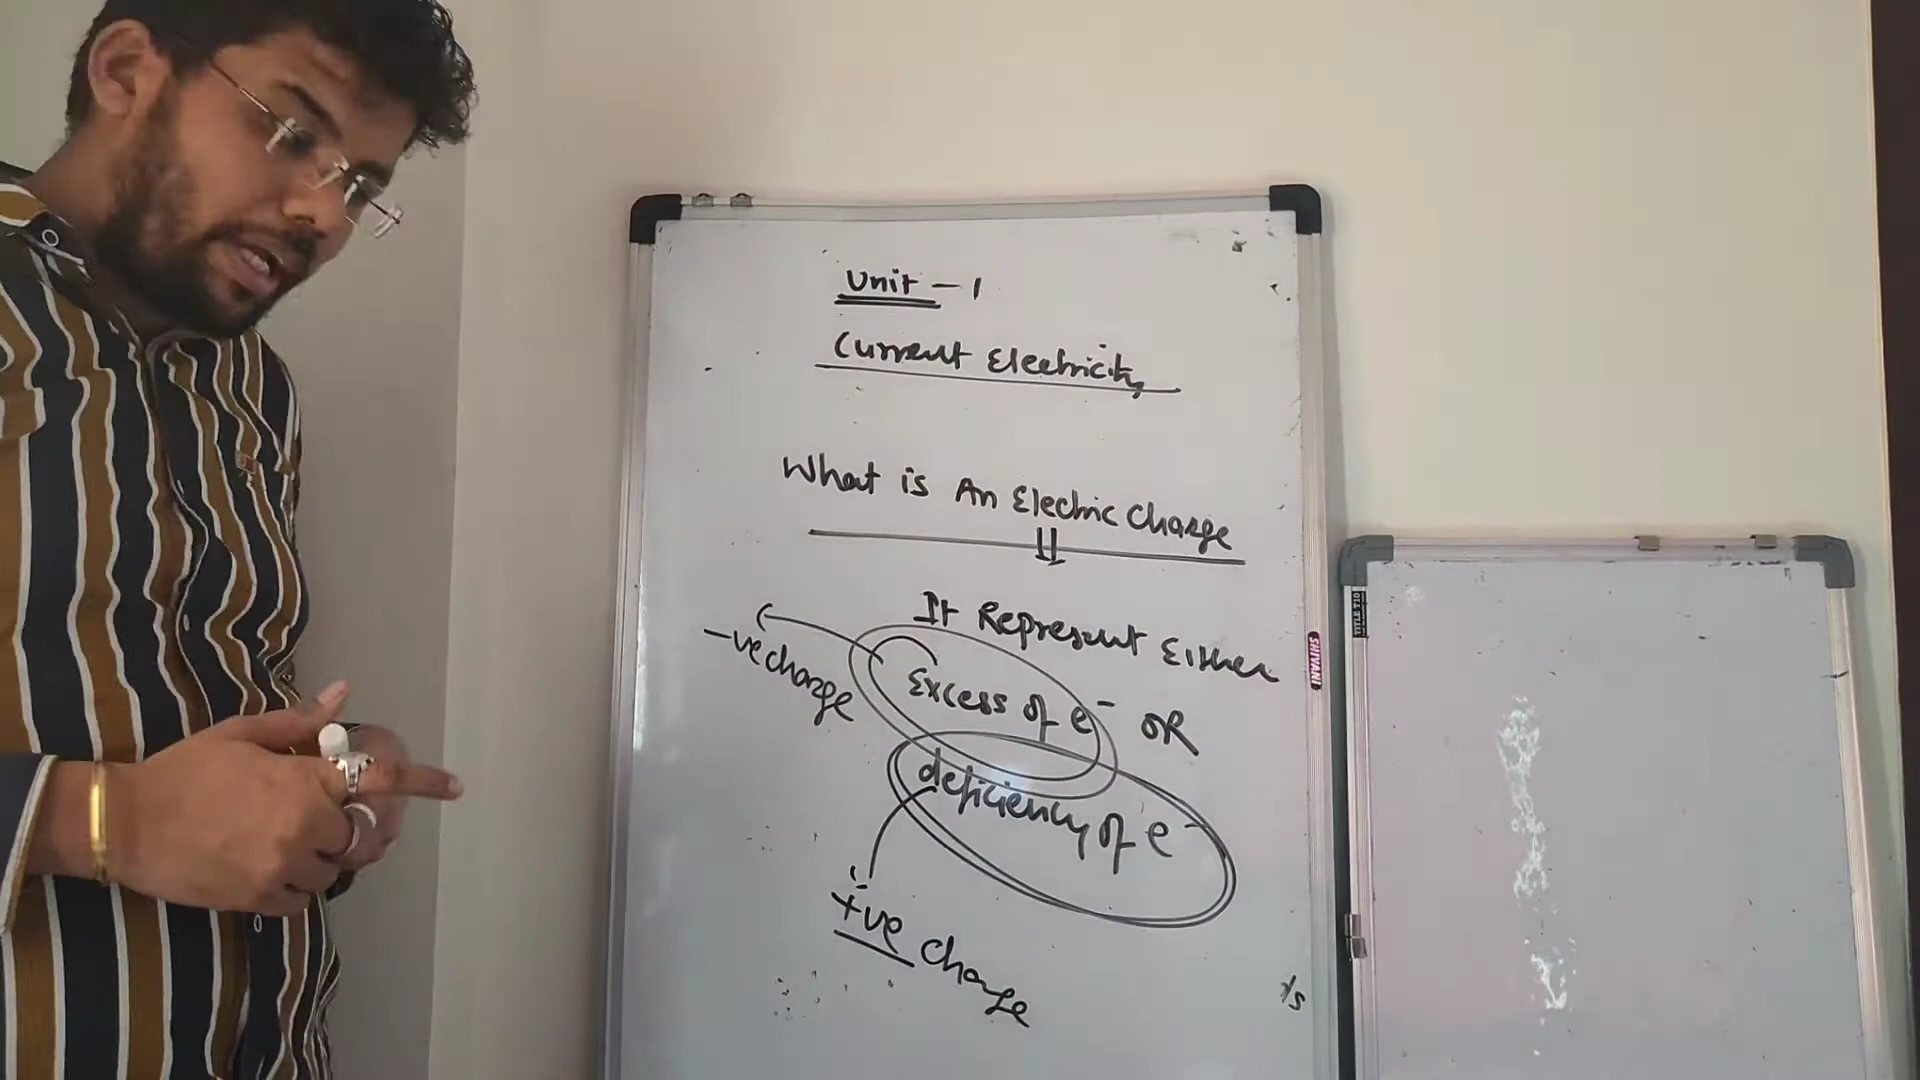 Unit - 1
Current Electricity
What is An Electric Charge
It Represent Either
Excess of e⁻ OR
-ve charge
deficiency of e⁻
+ve charge
SHIVANI